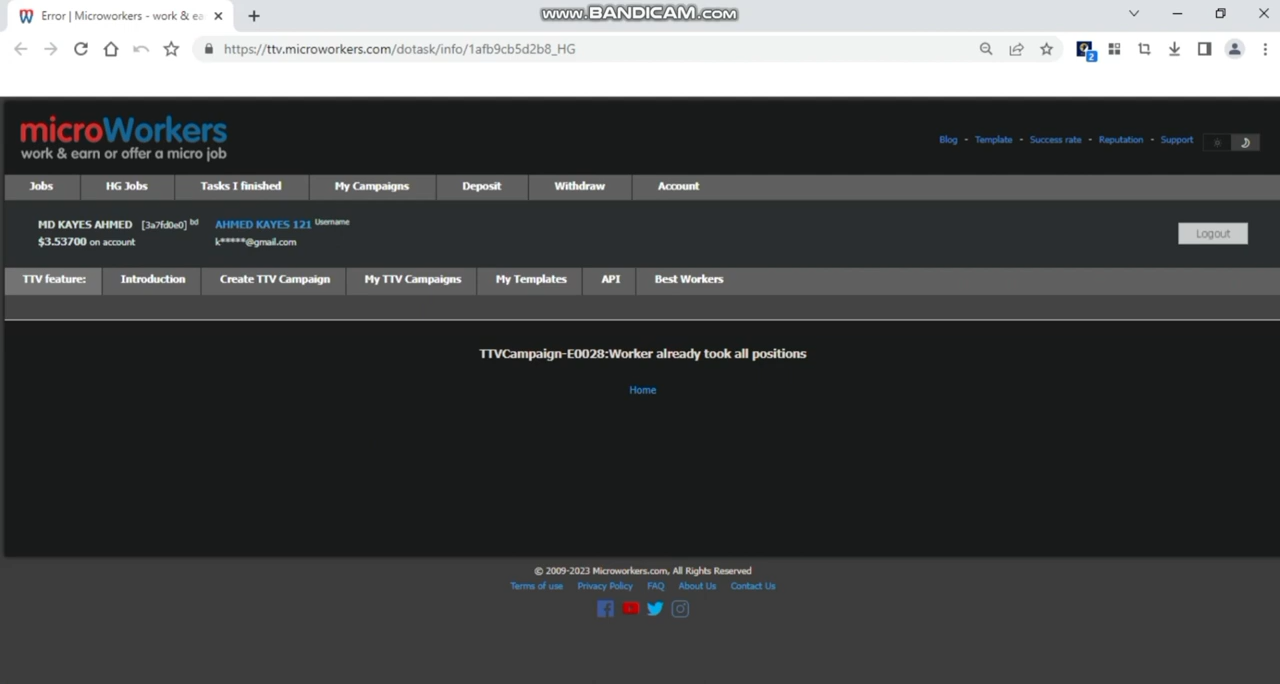 Error | Microworkers - work & ea
www.BANDICAM.com
https://ttv.microworkers.com/dotask/info/1afb9cb5d2b8_HG
2
microWorkers
work & earn or offer a micro job
Blog - Template - Success rate - Reputation - Support
Jobs HG Jobs Tasks I finished My Campaigns Deposit Withdraw Account
MD KAYES AHMED [3a7fd0e0] bd AHMED KAYES 121 Username
$3.53700 on account k*****@gmail.com
Logout
TTV feature: Introduction Create TTV Campaign My TTV Campaigns My Templates API Best Workers
TTVCampaign-E0028:Worker already took all positions
Home
© 2009-2023 Microworkers.com, All Rights Reserved
Terms of use Privacy Policy FAQ About Us Contact Us